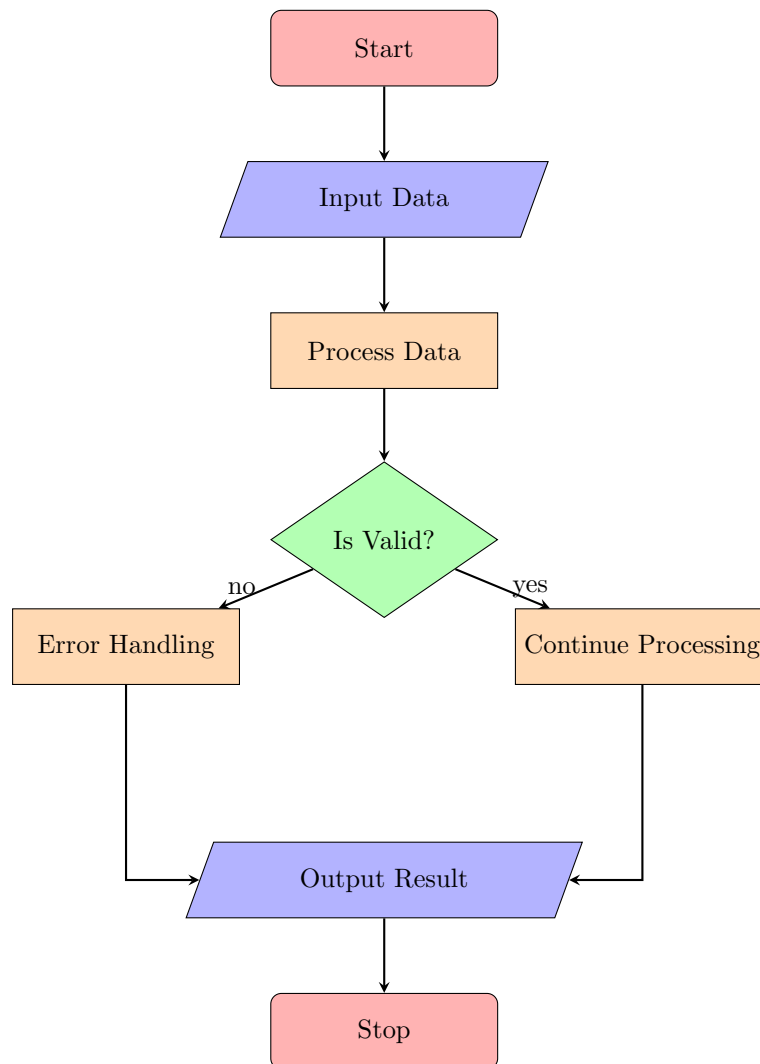 Start
Input Data
Process Data
Is Valid?
no
yes
Error Handling
Continue Processing
Output Result
Stop